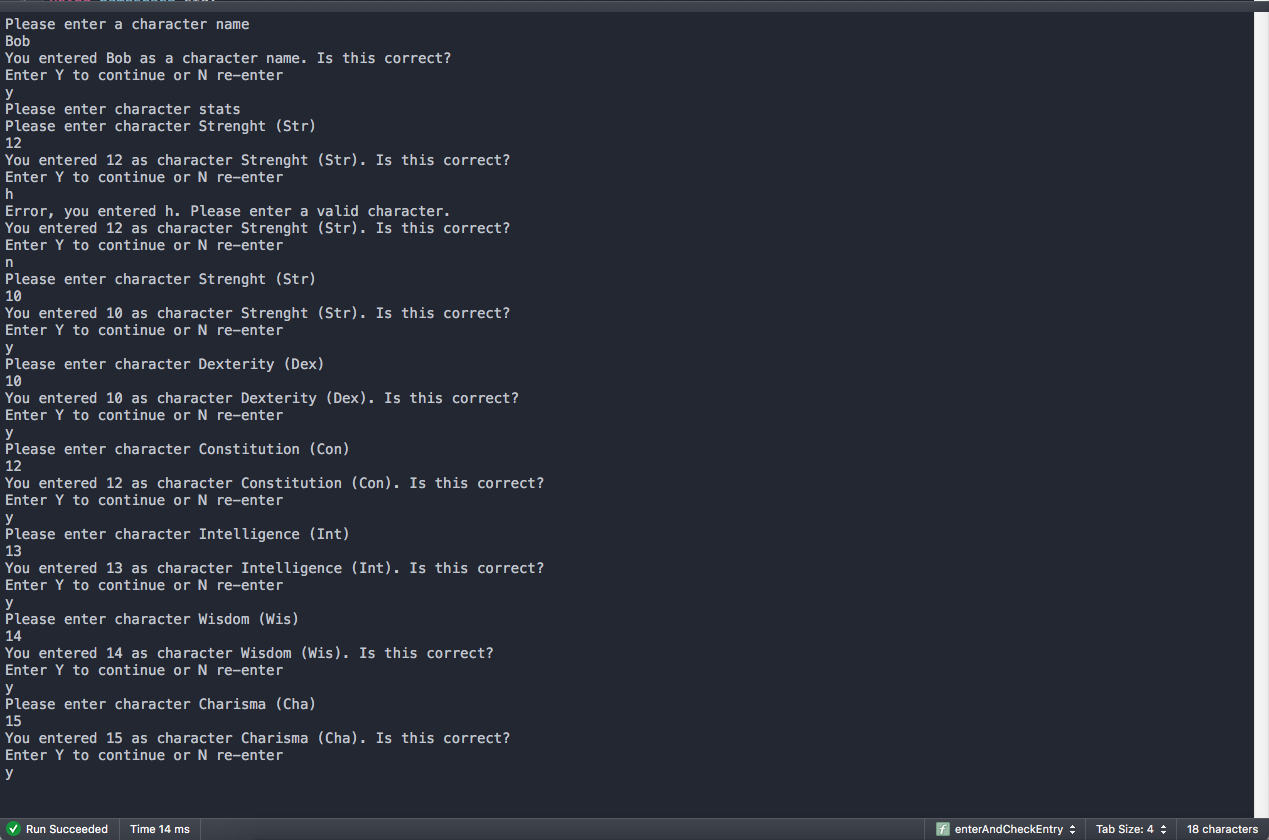 Please enter a character name
Bob
You entered Bob as a character name. Is this correct?
Enter Y to continue or N re-enter
y
Please enter character stats
Please enter character Strenght (Str)
12
You entered 12 as character Strenght (Str). Is this correct?
Enter Y to continue or N re-enter
h
Error, you entered h. Please enter a valid character.
You entered 12 as character Strenght (Str). Is this correct?
Enter Y to continue or N re-enter
n
Please enter character Strenght (Str)
10
You entered 10 as character Strenght (Str). Is this correct?
Enter Y to continue or N re-enter
y
Please enter character Dexterity (Dex)
10
You entered 10 as character Dexterity (Dex). Is this correct?
Enter Y to continue or N re-enter
y
Please enter character Constitution (Con)
12
You entered 12 as character Constitution (Con). Is this correct?
Enter Y to continue or N re-enter
y
Please enter character Intelligence (Int)
13
You entered 13 as character Intelligence (Int). Is this correct?
Enter Y to continue or N re-enter
y
Please enter character Wisdom (Wis)
14
You entered 14 as character Wisdom (Wis). Is this correct?
Enter Y to continue or N re-enter
y
Please enter character Charisma (Cha)
15
You entered 15 as character Charisma (Cha). Is this correct?
Enter Y to continue or N re-enter
y
Run Succeeded Time 14 ms f enterAndCheckEntry Tab Size: 4 18 characters